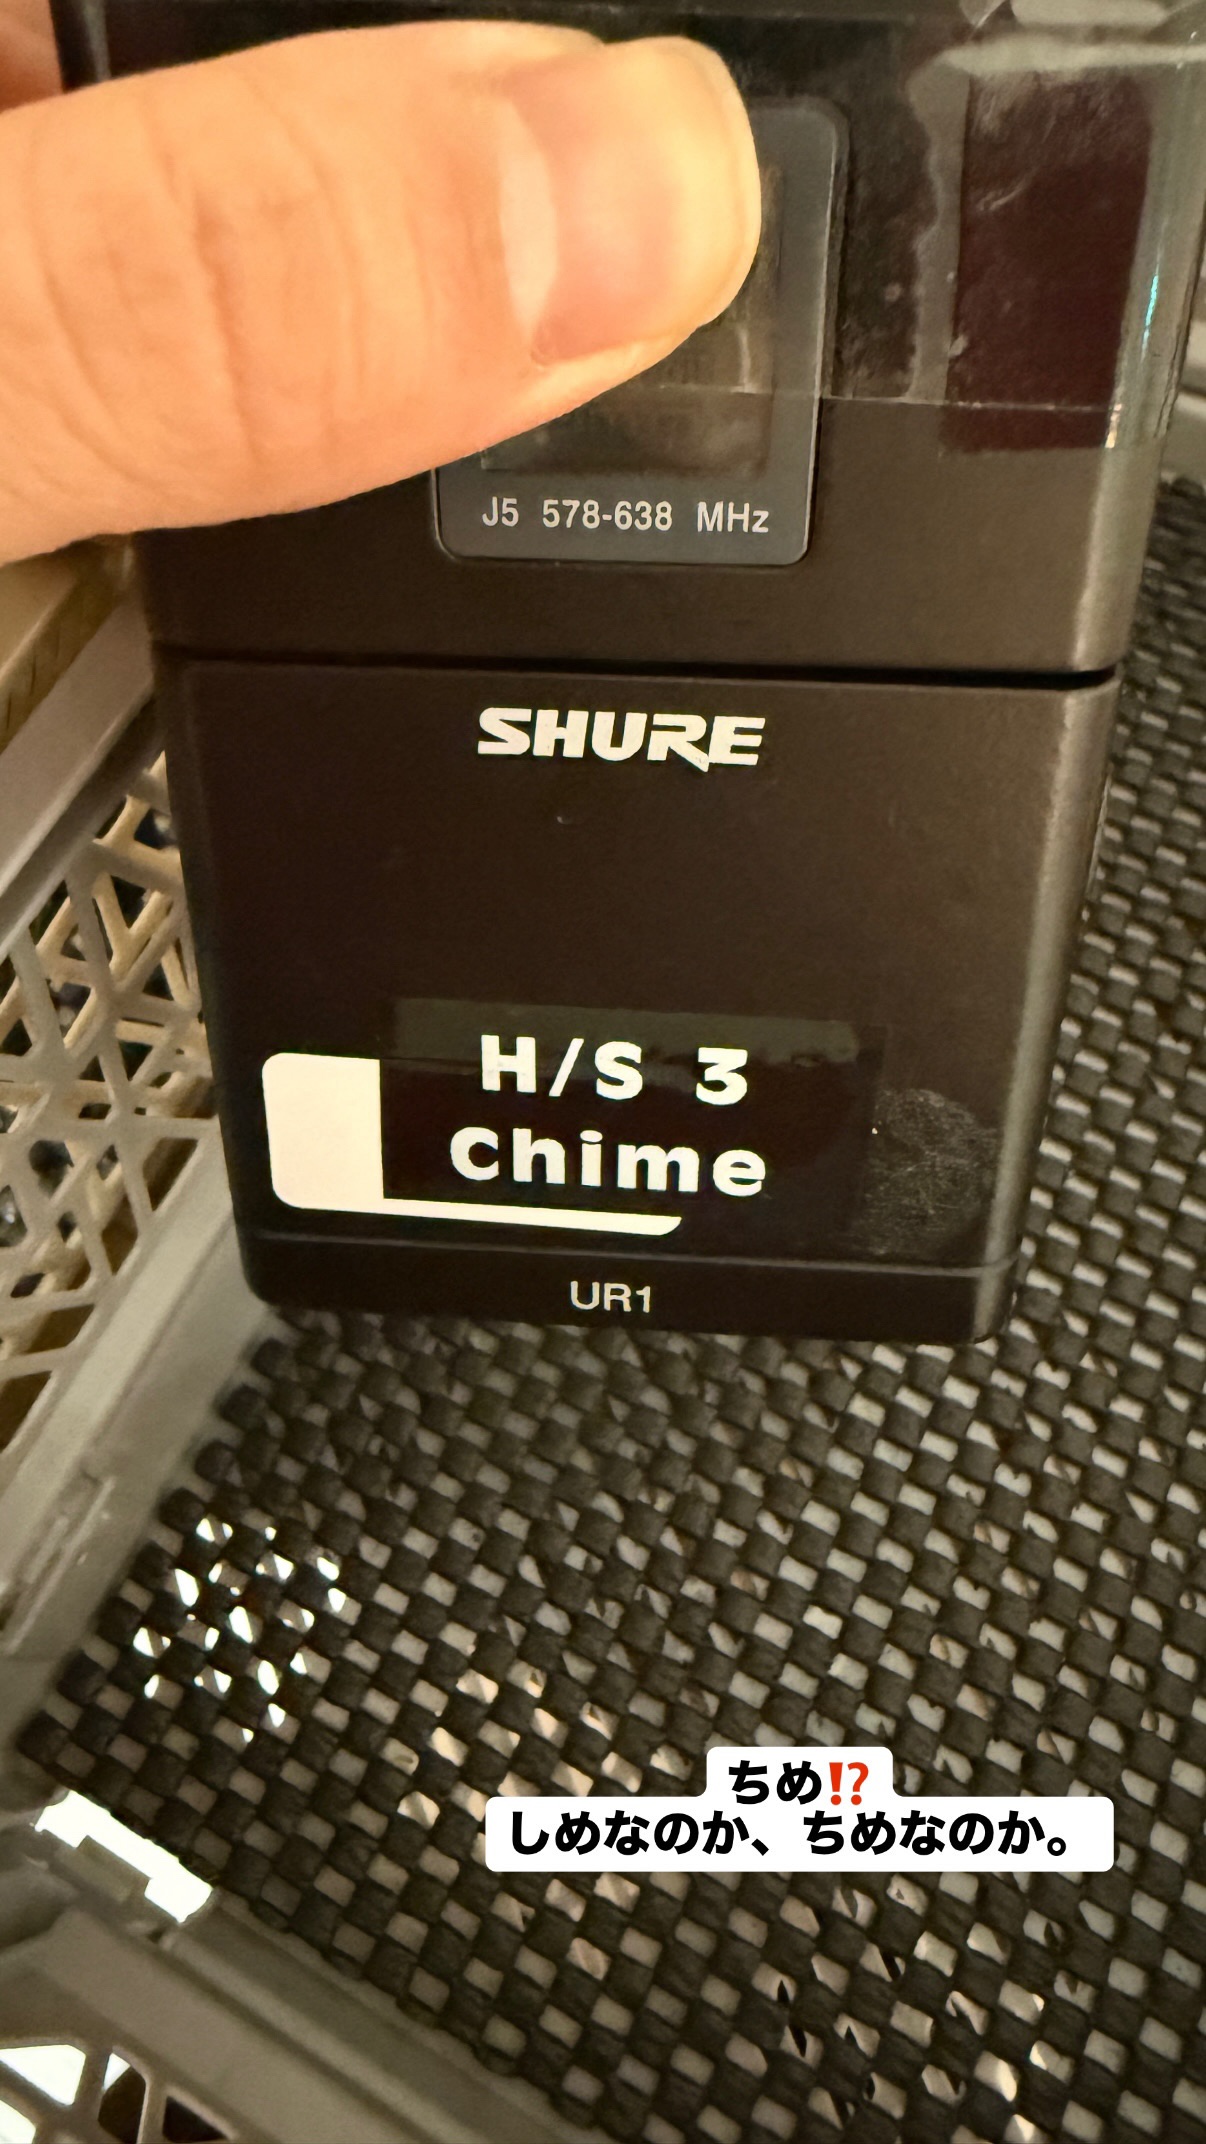 J5 578-638 MHz
SHURE
H/S 3
Chime
UR1
ちめ⁉️
しめなのか、ちめなのか。